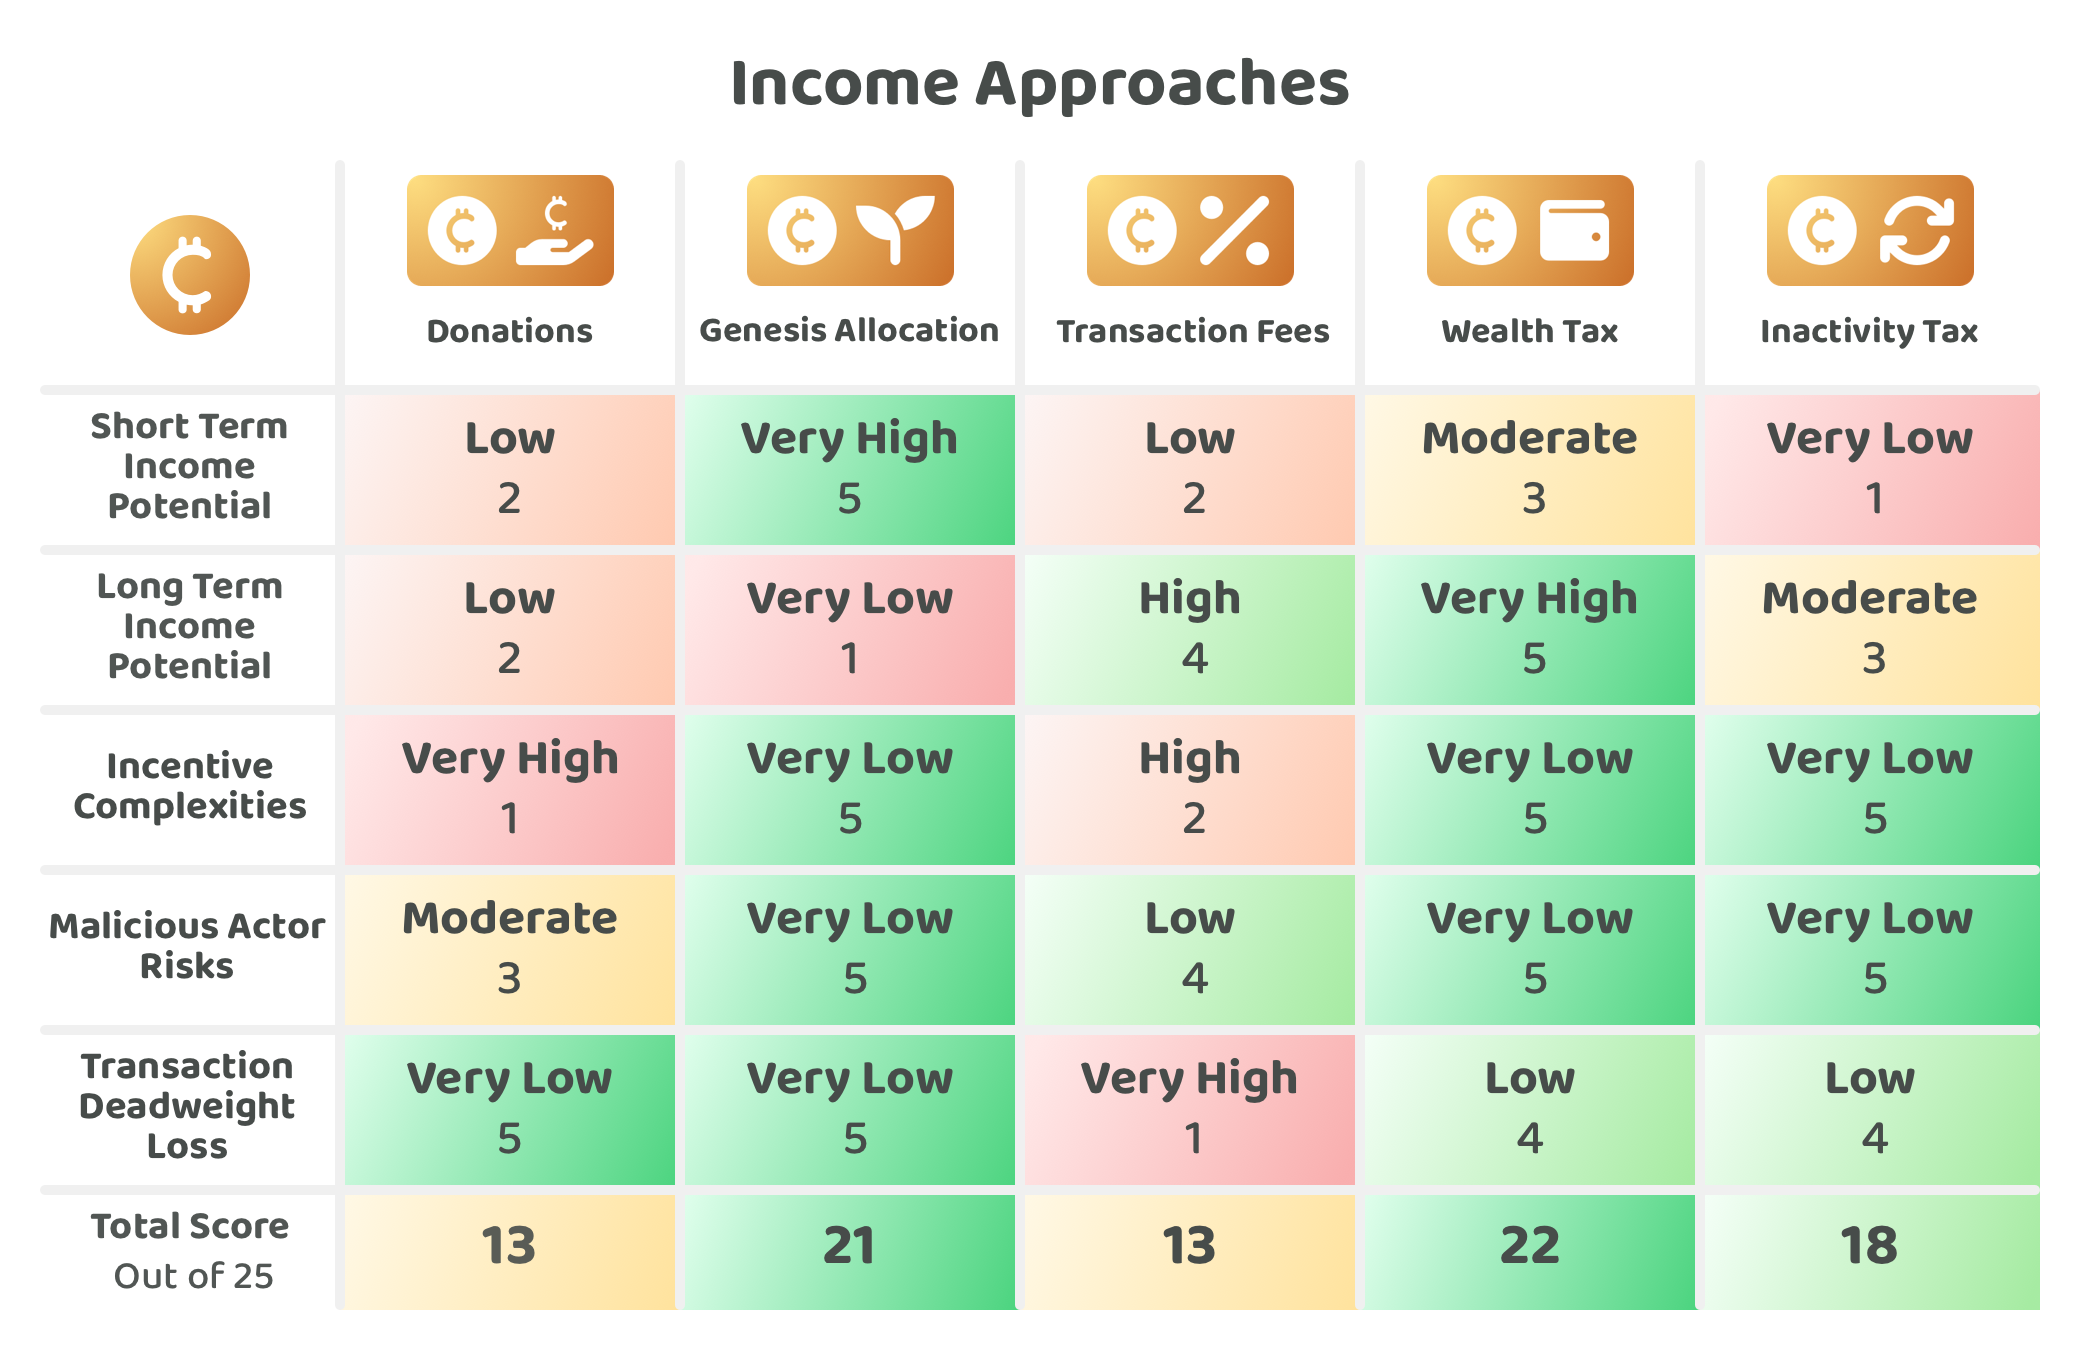 Income Approaches
Donations
Genesis Allocation
Transaction Fees
Wealth Tax
Inactivity Tax
Short Term
Income
Potential
Low
2
Very High
5
Low
2
Moderate
3
Very Low
1
Long Term
Income
Potential
Low
2
Very Low
1
High
4
Very High
5
Moderate
3
Incentive
Complexities
Very High
1
Very Low
5
High
2
Very Low
5
Very Low
5
Malicious Actor
Risks
Moderate
3
Very Low
5
Low
4
Very Low
5
Very Low
5
Transaction
Deadweight
Loss
Very Low
5
Very Low
5
Very High
1
Low
4
Low
4
Total Score
Out of 25
13
21
13
22
18